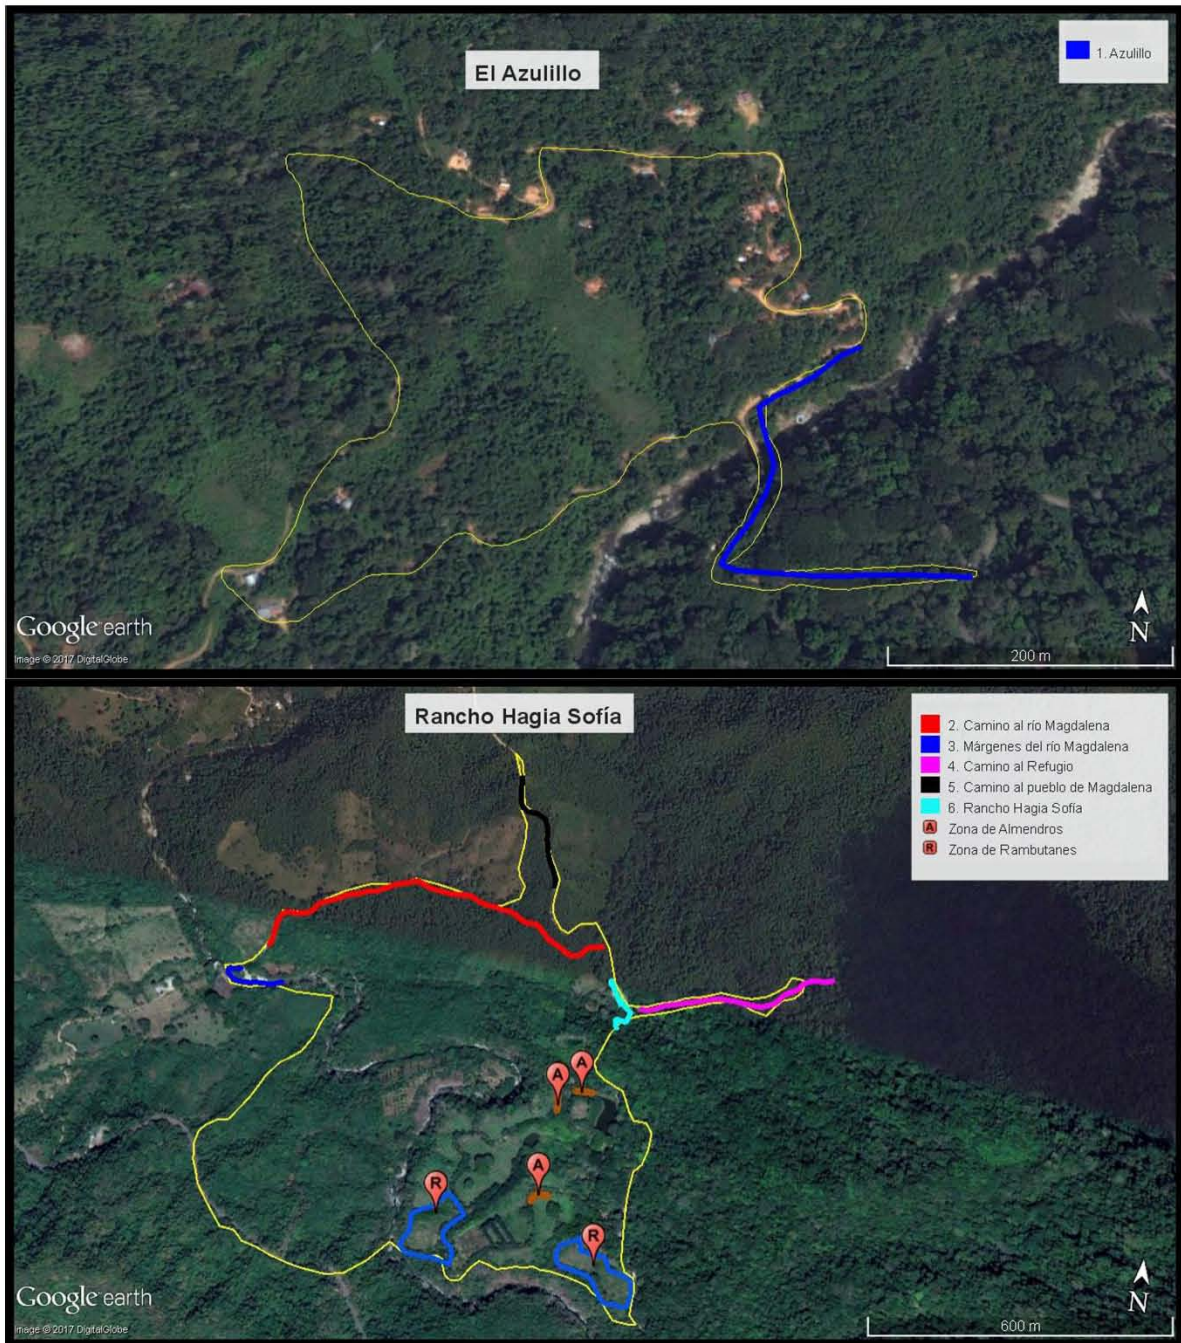 El Azulillo
1. Azulillo
Google earth
Image © 2017 DigitalGlobe
N
200 m
Rancho Hagia Sofía
2. Camino al río Magdalena
3. Márgenes del río Magdalena
4. Camino al Refugio
5. Camino al pueblo de Magdalena
6. Rancho Hagia Sofía
A Zona de Almendros
R Zona de Rambutanes
A
A
A
R
R
Google earth
Image © 2017 DigitalGlobe
N
600 m